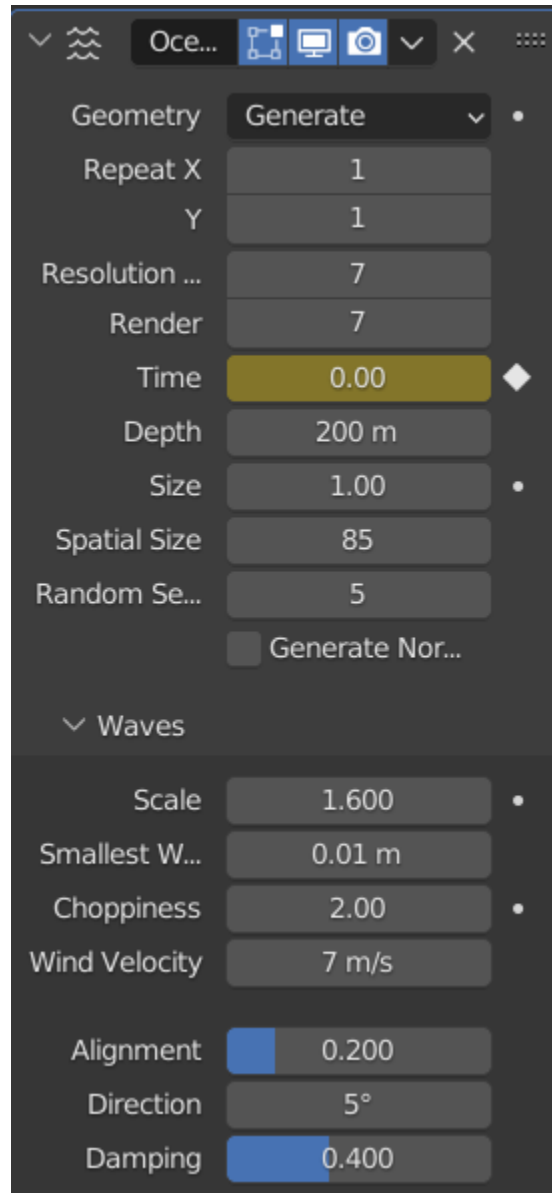 Oce...
Geometry Generate
Repeat X 1
Y 1
Resolution ... 7
Render 7
Time 0.00
Depth 200 m
Size 1.00
Spatial Size 85
Random Se... 5
Generate Nor...
Waves
Scale 1.600
Smallest W... 0.01 m
Choppiness 2.00
Wind Velocity 7 m/s
Alignment 0.200
Direction 5°
Damping 0.400